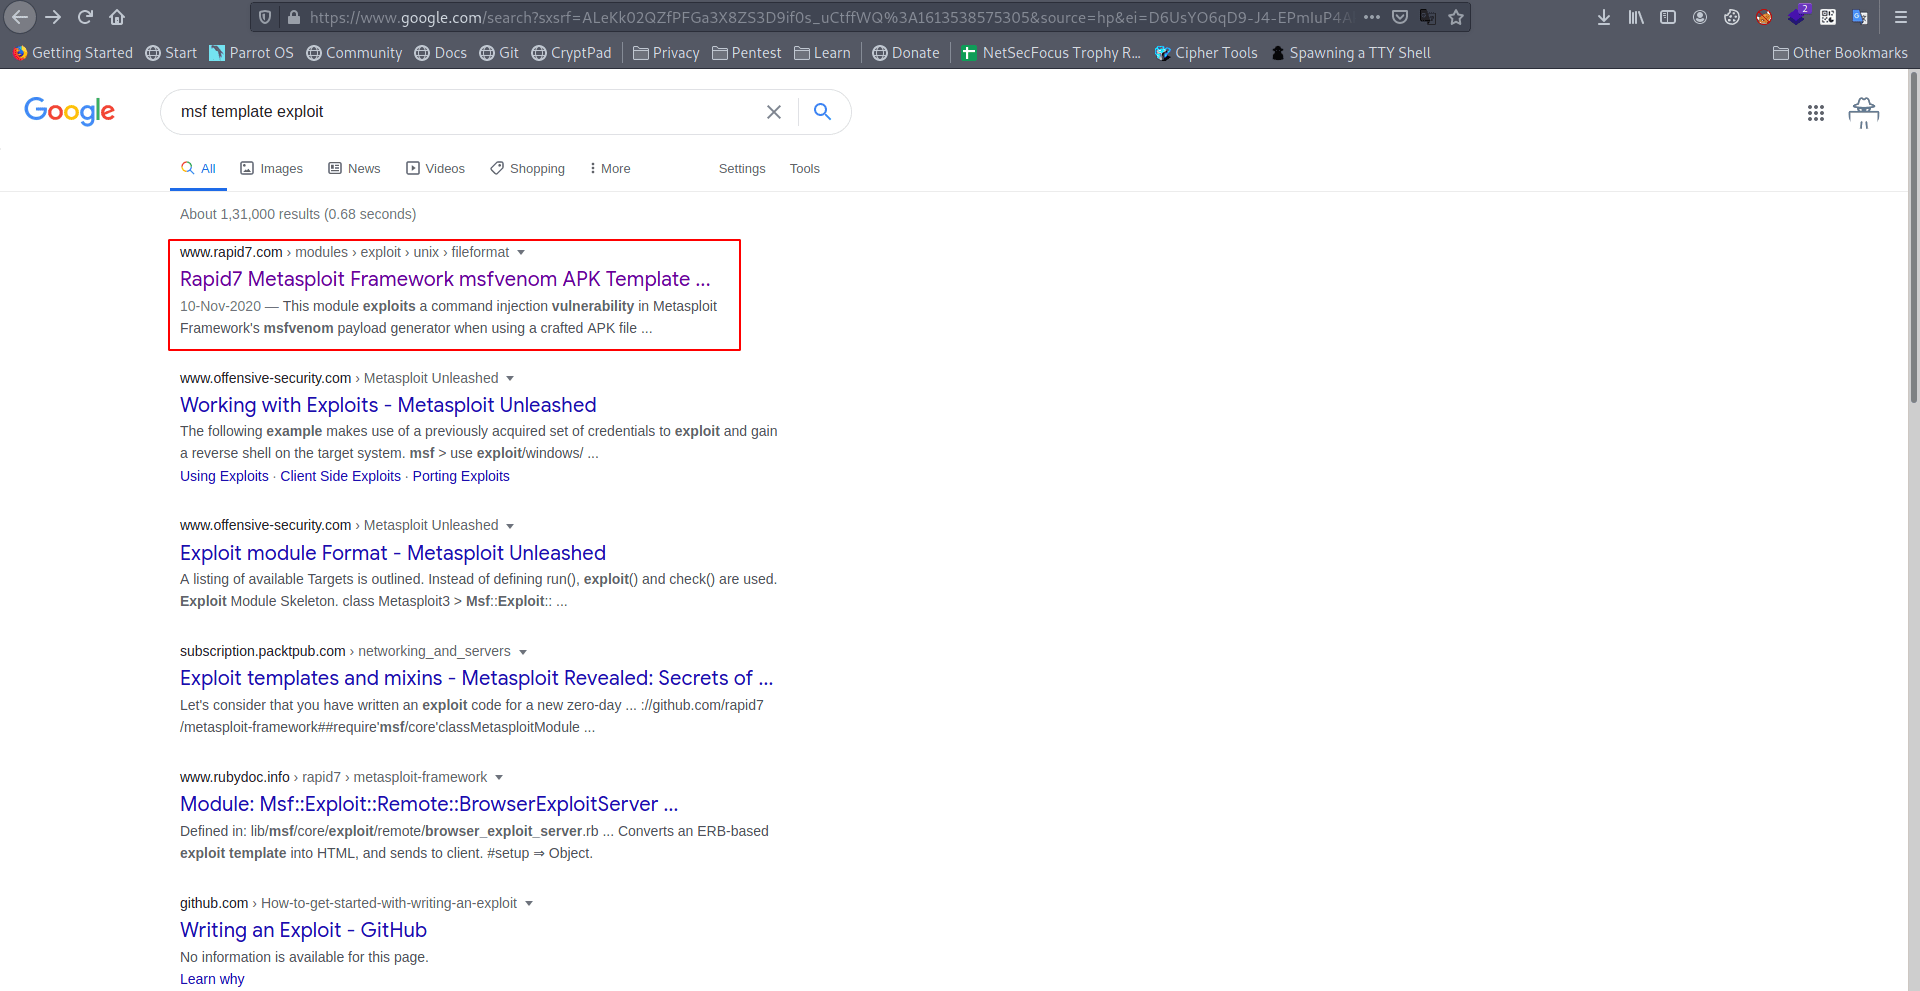 https://www.google.com/search?sxsrf=ALeKk02QZfPFGa3X8ZS3D9if0s_uCtffWQ%3A1613538575305&source=hp&ei=D6UsYO6qD9-J4-EPmIuP4A
2
Getting Started Start Parrot OS Community Docs Git CryptPad Privacy Pentest Learn Donate NetSecFocus Trophy R... Cipher Tools Spawning a TTY Shell Other Bookmarks
Google
msf template exploit
All Images News Videos Shopping More Settings Tools
About 1,31,000 results (0.68 seconds)
www.rapid7.com › modules › exploit › unix › fileformat
Rapid7 Metasploit Framework msfvenom APK Template ...
10-Nov-2020 — This module exploits a command injection vulnerability in Metasploit
Framework's msfvenom payload generator when using a crafted APK file ...
www.offensive-security.com › Metasploit Unleashed
Working with Exploits - Metasploit Unleashed
The following example makes use of a previously acquired set of credentials to exploit and gain
a reverse shell on the target system. msf > use exploit/windows/ ...
Using Exploits · Client Side Exploits · Porting Exploits
www.offensive-security.com › Metasploit Unleashed
Exploit module Format - Metasploit Unleashed
A listing of available Targets is outlined. Instead of defining run(), exploit() and check() are used.
Exploit Module Skeleton. class Metasploit3 > Msf::Exploit:: ...
subscription.packtpub.com › networking_and_servers
Exploit templates and mixins - Metasploit Revealed: Secrets of ...
Let's consider that you have written an exploit code for a new zero-day ... ://github.com/rapid7
/metasploit-framework##require'msf/core'classMetasploitModule ...
www.rubydoc.info › rapid7 › metasploit-framework
Module: Msf::Exploit::Remote::BrowserExploitServer ...
Defined in: lib/msf/core/exploit/remote/browser_exploit_server.rb ... Converts an ERB-based
exploit template into HTML, and sends to client. #setup ⇒ Object.
github.com › How-to-get-started-with-writing-an-exploit
Writing an Exploit - GitHub
No information is available for this page.
Learn why